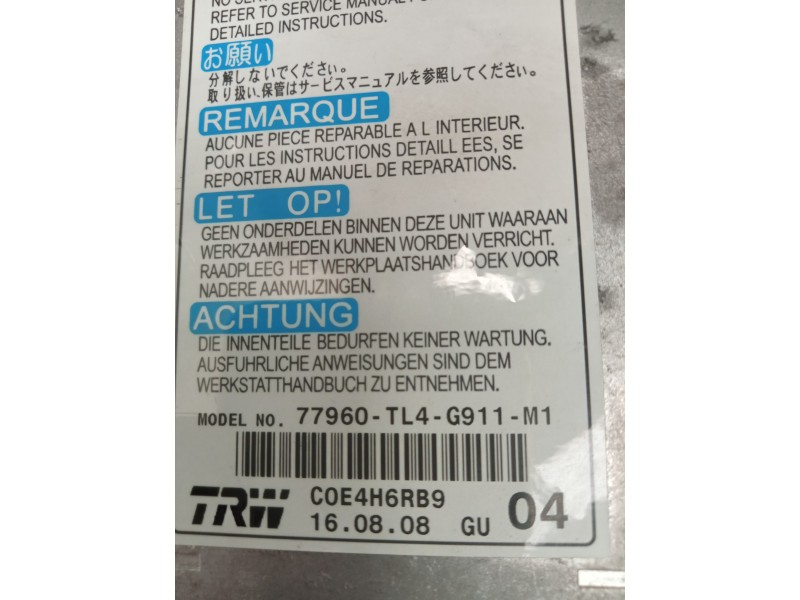 NO SERV
REFER TO SERVICE MANUAL FO
DETAILED INSTRUCTIONS.
お願い
分解しないでください。
取り扱い、保管はサービスマニュアルを参照してください。
REMARQUE
AUCUNE PIECE REPARABLE A L INTERIEUR.
POUR LES INSTRUCTIONS DETAILL EES, SE
REPORTER AU MANUEL DE REPARATIONS.
LET OP!
GEEN ONDERDELEN BINNEN DEZE UNIT WAARAAN
WERKZAAMHEDEN KUNNEN WORDEN VERRICHT.
RAADPLEEG HET WERKPLAATSHANDBOEK VOOR
NADERE AANWIJZINGEN.
ACHTUNG
DIE INNENTEILE BEDURFEN KEINER WARTUNG.
AUSFUHRLICHE ANWEISUNGEN SIND DEM
WERKSTATTHANDBUCH ZU ENTNEHMEN.
MODEL NO. 77960-TL4-G911-M1
TRW C0E4H6RB9
16.08.08 GU 04